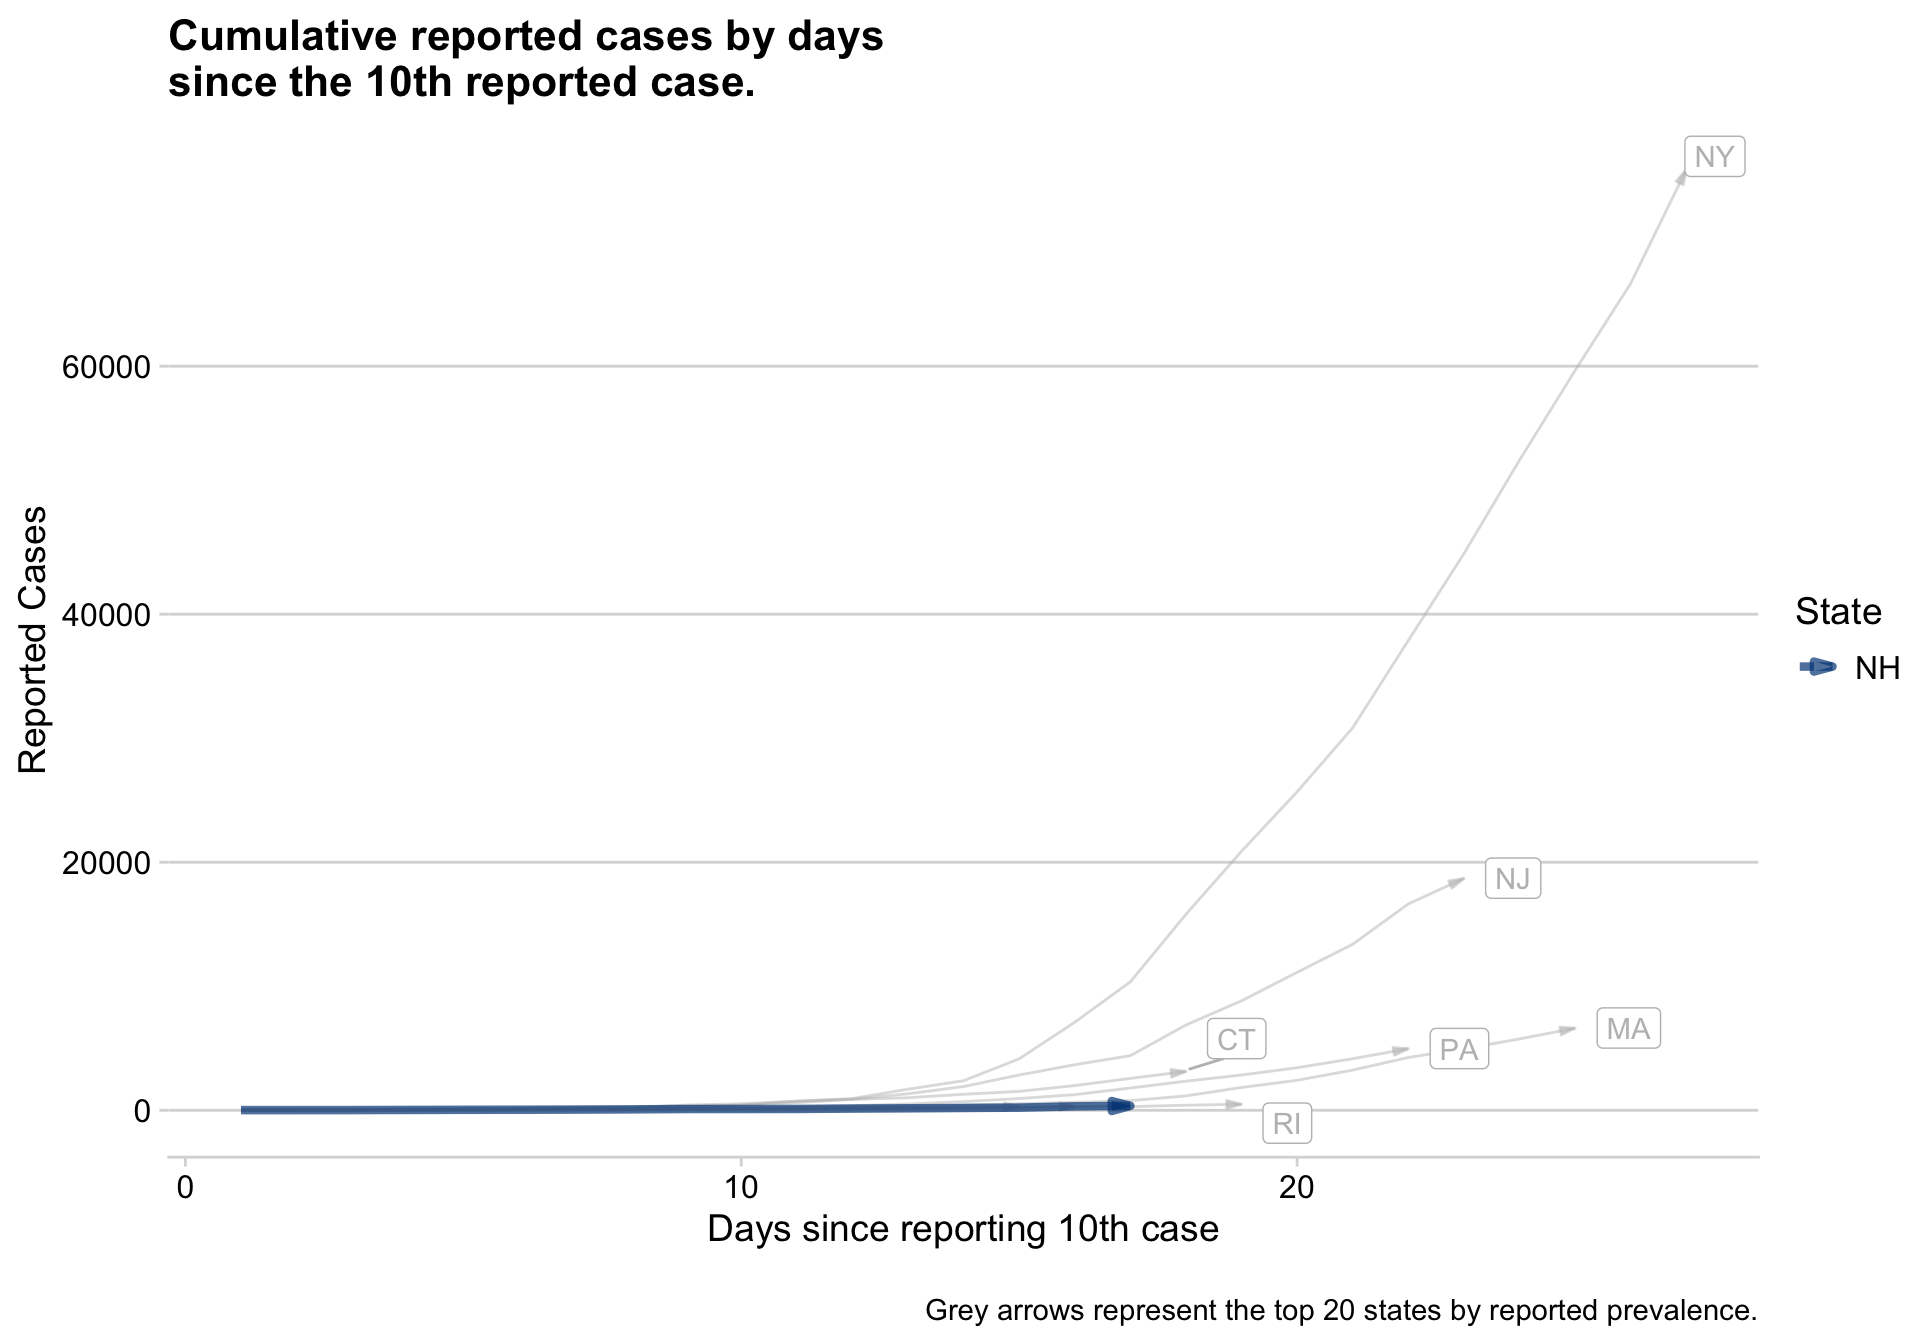 Cumulative reported cases by days
since the 10th reported case.
NY
60000
40000
20000
0
Reported Cases
NJ
CT
MA
PA
RI
State
NH
0
10
20
Days since reporting 10th case
Grey arrows represent the top 20 states by reported prevalence.